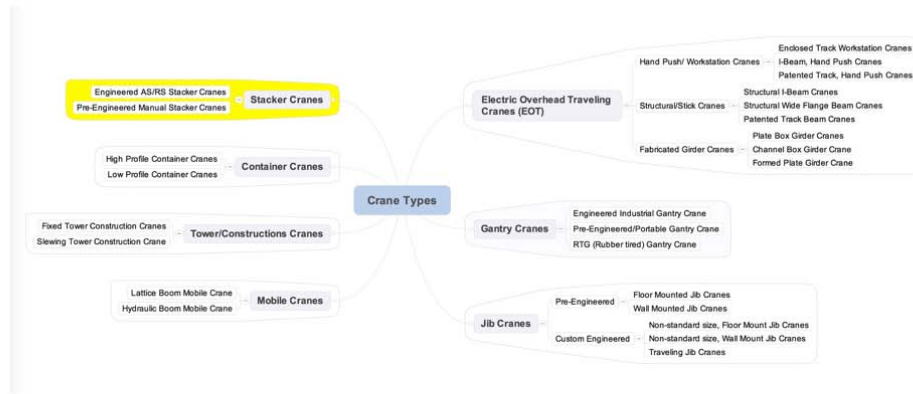 Crane Types
Stacker Cranes
Engineered AS/RS Stacker Cranes
Pre-Engineered Manual Stacker Cranes
Container Cranes
High Profile Container Cranes
Low Profile Container Cranes
Tower/Constructions Cranes
Fixed Tower Construction Cranes
Slewing Tower Construction Crane
Mobile Cranes
Lattice Boom Mobile Crane
Hydraulic Boom Mobile Crane
Electric Overhead Traveling
Cranes (EOT)
Hand Push/ Workstation Cranes
Enclosed Track Workstation Cranes
I-Beam, Hand Push Cranes
Patented Track, Hand Push Cranes
Structural/Stick Cranes
Structural I-Beam Cranes
Structural Wide Flange Beam Cranes
Patented Track Beam Cranes
Fabricated Girder Cranes
Plate Box Girder Cranes
Channel Box Girder Crane
Formed Plate Girder Crane
Gantry Cranes
Engineered Industrial Gantry Crane
Pre-Engineered/Portable Gantry Crane
RTG (Rubber tired) Gantry Crane
Jib Cranes
Pre-Engineered
Floor Mounted Jib Cranes
Wall Mounted Jib Cranes
Custom Engineered
Non-standard size, Floor Mount Jib Cranes
Non-standard size, Wall Mount Jib Cranes
Traveling Jib Cranes